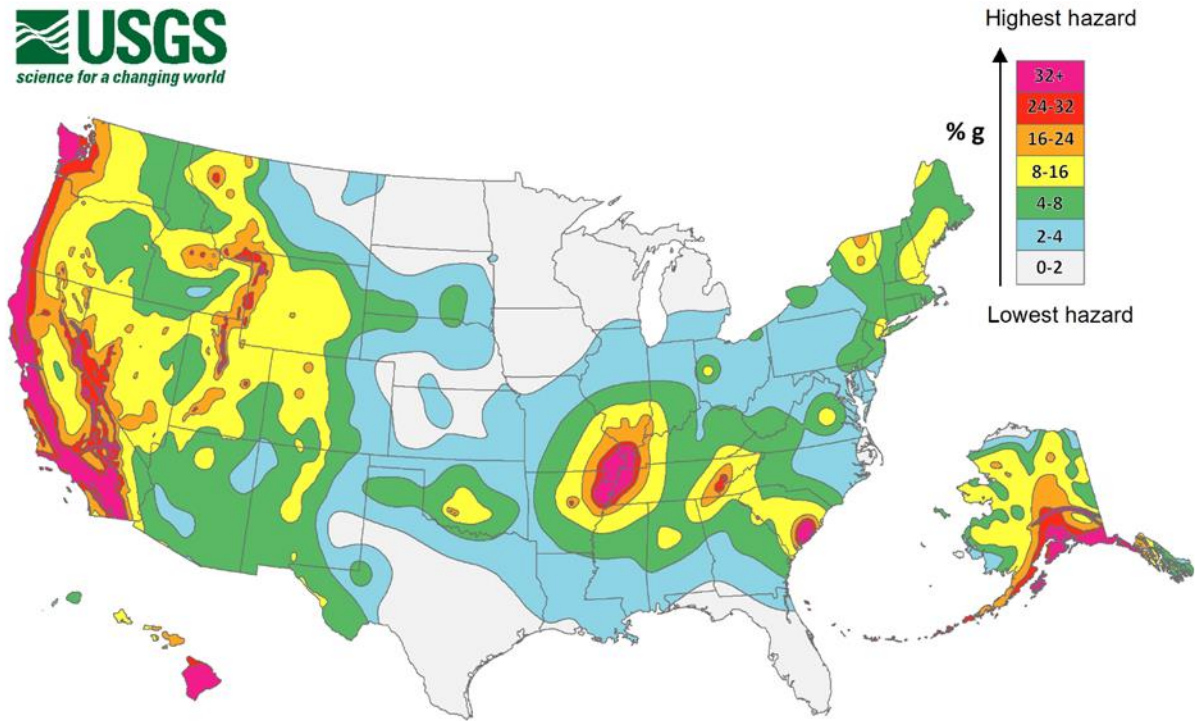 USGS
science for a changing world
Highest hazard
% g
32+
24-32
16-24
8-16
4-8
2-4
0-2
Lowest hazard